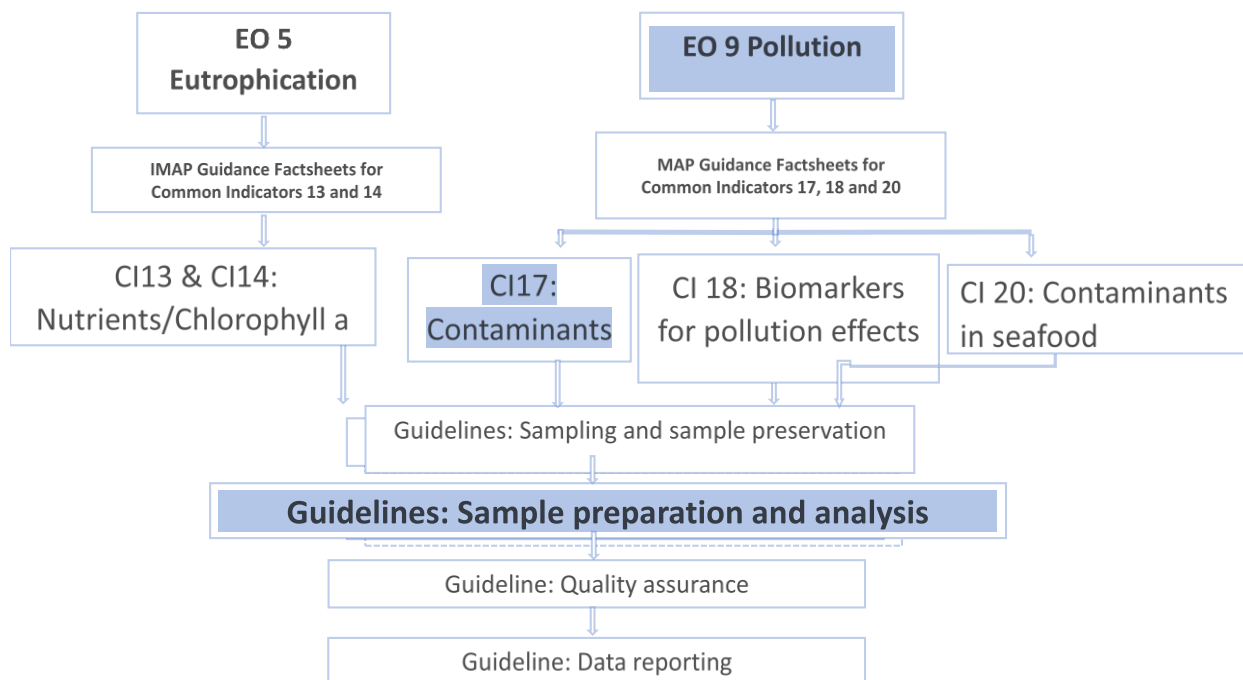 EO 5
Eutrophication
EO 9 Pollution
IMAP Guidance Factsheets for
Common Indicators 13 and 14
MAP Guidance Factsheets for
Common Indicators 17, 18 and 20
CI13 & CI14:
Nutrients/Chlorophyll a
CI17:
Contaminants
CI 18: Biomarkers
for pollution effects
CI 20: Contaminants
in seafood
Guidelines: Sampling and sample preservation
Guidelines: Sample preparation and analysis
Guideline: Quality assurance
Guideline: Data reporting